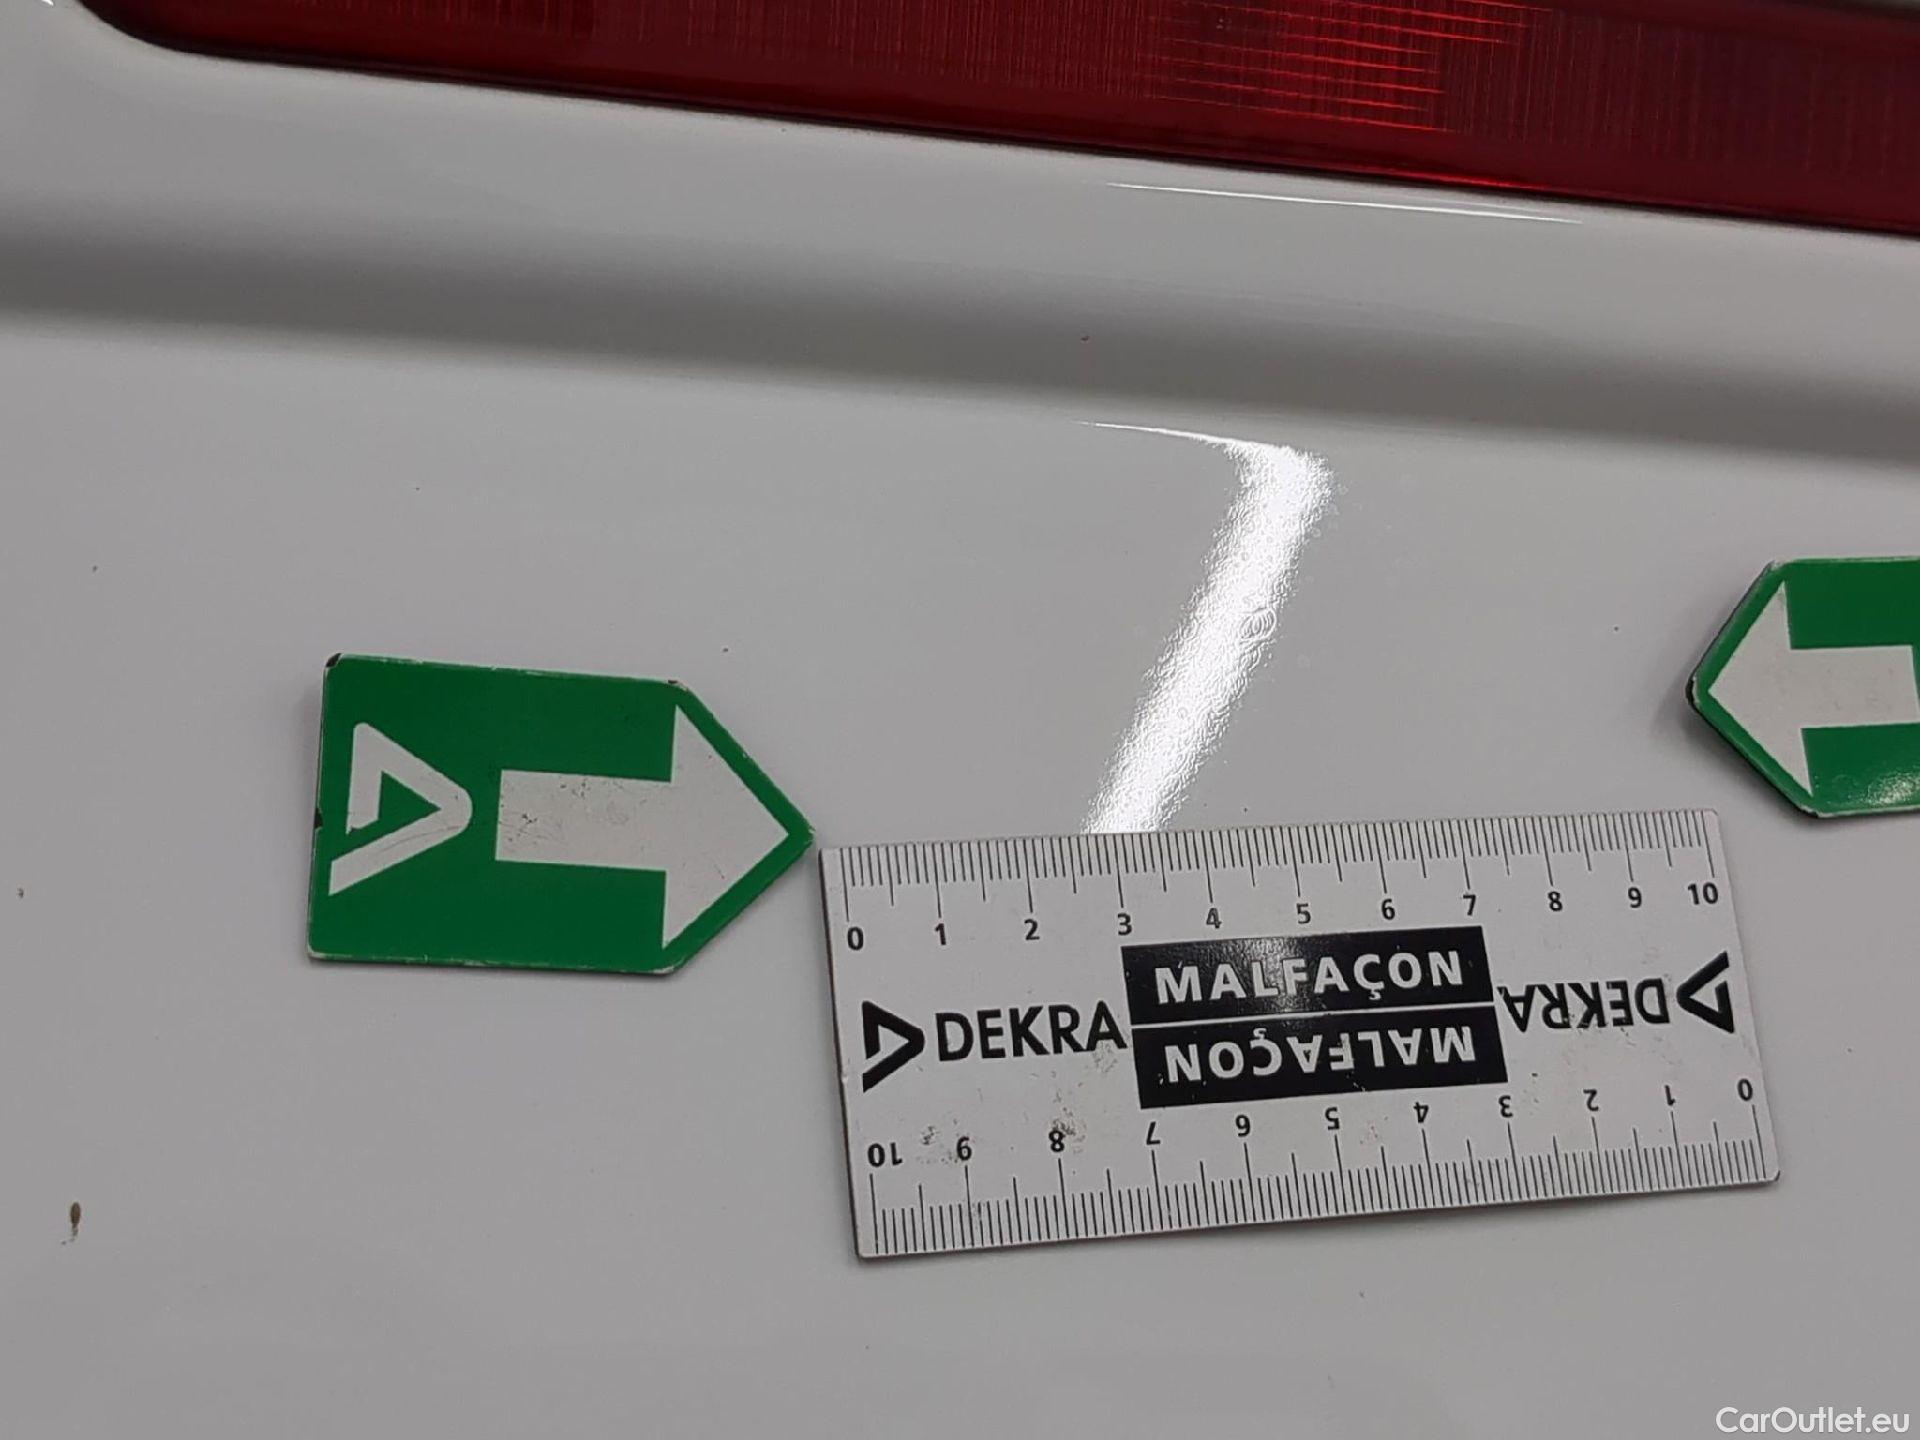 0 1 2 3 4 5 6 7 8 9 10
MALFAÇON
DEKRA
DEKRA
MALFAÇON
10 9 8 7 6 5 4 3 2 1 0
CarOutlet.eu